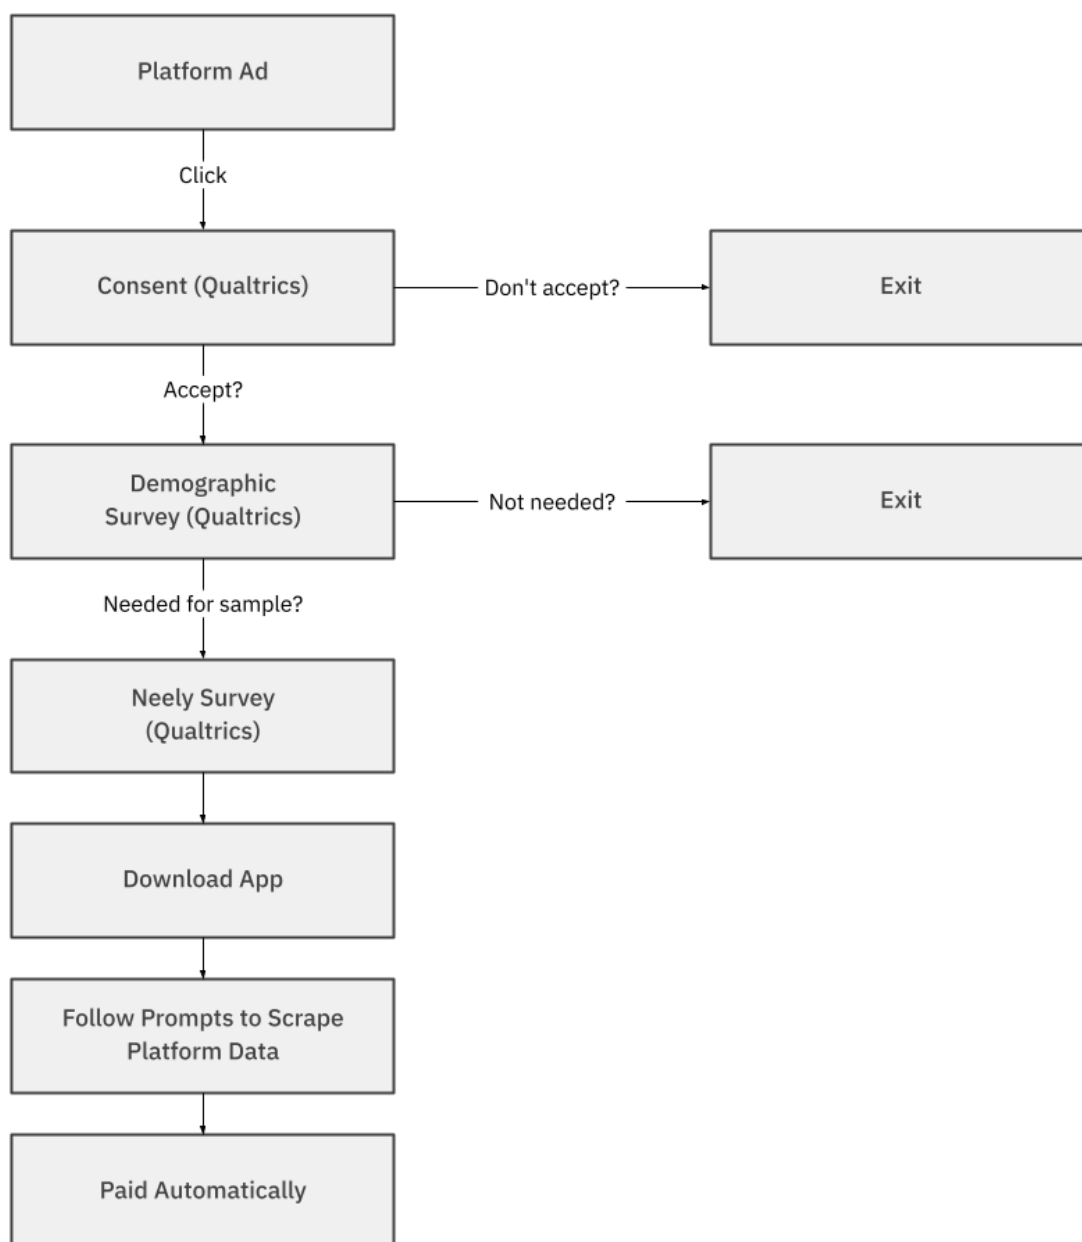 Platform Ad
Click
Consent (Qualtrics)
Don't accept?
Exit
Accept?
Demographic
Survey (Qualtrics)
Not needed?
Exit
Needed for sample?
Neely Survey
(Qualtrics)
Download App
Follow Prompts to Scrape
Platform Data
Paid Automatically